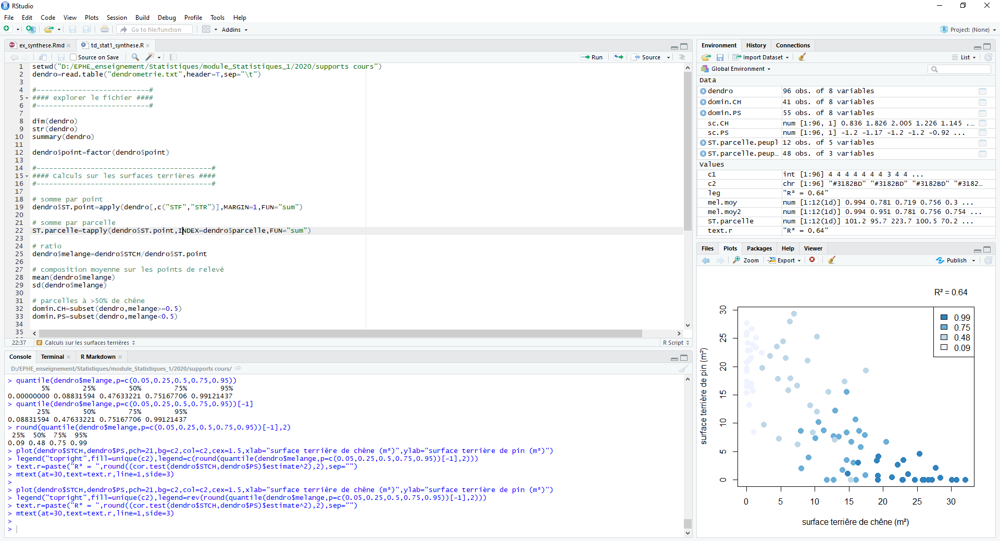 RStudio
File Edit Code View Plots Session Build Debug Profile Tools Help
Go to file/function Addins Project: (None)
ex_synthese.Rmd td_stat1_synthese.R
Source on Save Run Source
1 setwd("D:/EPHE_enseignement/Statistiques/module_Statistiques_1/2020/supports cours")
2 dendro=read.table("dendrometrie.txt",header=T,sep="\t")
3
4 #---------------------------#
5 #### explorer le fichier ####
6 #---------------------------#
7
8 dim(dendro)
9 str(dendro)
10 summary(dendro)
11
12 dendro$point=factor(dendro$point)
13
14 #------------------------------------------#
15 #### Calculs sur les surfaces terrières ####
16 #------------------------------------------#
17
18 # somme par point
19 dendro$ST.point=apply(dendro[,c("STF","STR")],MARGIN=1,FUN="sum")
20
21 # somme par parcelle
22 ST.parcelle=tapply(dendro$ST.point,INDEX=dendro$parcelle,FUN="sum")
23
24 # ratio
25 dendro$melange=dendro$STCH/dendro$ST.point
26
27 # composition moyenne sur les points de relevé
28 mean(dendro$melange)
29 sd(dendro$melange)
30
31 # parcelles à >50% de chêne
32 domin.CH=subset(dendro,melange>=0.5)
33 domin.PS=subset(dendro,melange<0.5)
34
35
22:37 # Calculs sur les surfaces terrières R Script
Console Terminal R Markdown
D:/EPHE_enseignement/Statistiques/module_Statistiques_1/2020/supports cours/
> quantile(dendro$melange,p=c(0.05,0.25,0.5,0.75,0.95))
5% 25% 50% 75% 95%
0.00000000 0.08831594 0.47633221 0.75167706 0.99121437
> quantile(dendro$melange,p=c(0.05,0.25,0.5,0.75,0.95))[-1]
25% 50% 75% 95%
0.08831594 0.47633221 0.75167706 0.99121437
> round(quantile(dendro$melange,p=c(0.05,0.25,0.5,0.75,0.95))[-1],2)
25% 50% 75% 95%
0.09 0.48 0.75 0.99
> plot(dendro$STCH,dendro$PS,pch=21,bg=c2,col=c2,cex=1.5,xlab="surface terriêre de chêne (m²)",ylab="surface terrière de pin (m²)")
> legend("topright",fill=unique(c2),legend=c(round(quantile(dendro$melange,p=c(0.05,0.25,0.5,0.75,0.95))[-1],2)))
> text.r=paste("R² = ",round((cor.test(dendro$STCH,dendro$PS)$estimate^2),2),sep="")
> mtext(at=30,text=text.r,line=1,side=3)
>
> plot(dendro$STCH,dendro$PS,pch=21,bg=c2,col=c2,cex=1.5,xlab="surface terriêre de chêne (m²)",ylab="surface terrière de pin (m²)")
> legend("topright",fill=unique(c2),legend=rev(round(quantile(dendro$melange,p=c(0.05,0.25,0.5,0.75,0.95))[-1],2)))
> text.r=paste("R² = ",round((cor.test(dendro$STCH,dendro$PS)$estimate^2),2),sep="")
> mtext(at=30,text=text.r,line=1,side=3)
>
>
Environment History Connections
Import Dataset List
Global Environment
Data
dendro 96 obs. of 8 variables
domin.CH 41 obs. of 8 variables
domin.PS 55 obs. of 8 variables
sc.CH num [1:96, 1] 0.836 1.826 2.005 1.226 1.145 ...
sc.PS num [1:96, 1] -1.2 -1.17 -1.2 -1.2 -0.92 ...
ST.parcelle.peupl 12 obs. of 5 variables
ST.parcelle.peup... 48 obs. of 3 variables
Values
c1 int [1:96] 4 4 4 4 4 4 4 3 4 4 ...
c2 chr [1:96] "#3182BD" "#3182BD" "#3182BD" "#3182...
leg "R² = 0.64"
mel.moy num [1:12(1d)] 0.994 0.781 0.719 0.756 0.3 ...
mel.moy2 num [1:12(1d)] 0.994 0.951 0.781 0.756 0.754 ...
ST.parcelle num [1:12(1d)] 101.2 95.7 223.7 100.5 70.2 ...
text.r "R² = 0.64"
Files Plots Packages Help Viewer
Zoom Export Publish
R² = 0.64
0.99
0.75
0.48
0.09
30
25
20
15
10
5
0
surface terrière de pin (m²)
0 5 10 15 20 25 30
surface terriêre de chêne (m²)